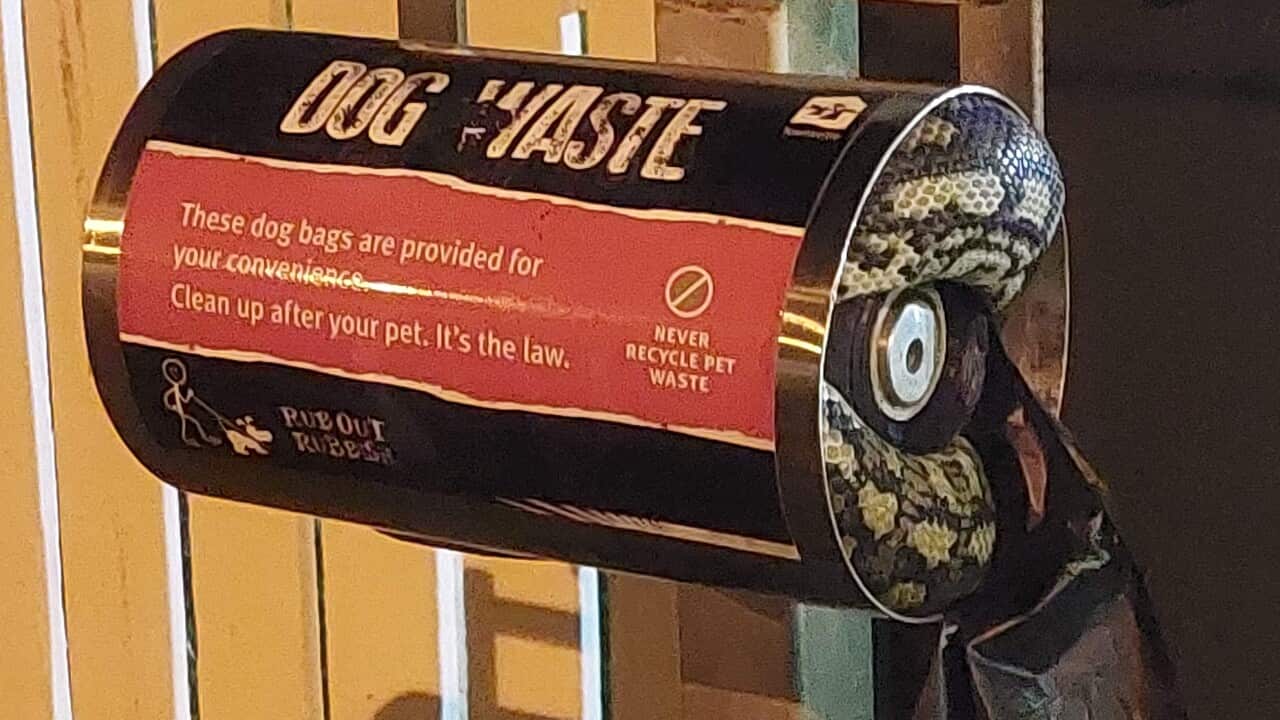 DOG WASTE
These dog bags are provided for
your convenience.
Clean up after your pet. It's the law.
NEVER
RECYCLE PET
WASTE
RUB OUT
RUBBISH